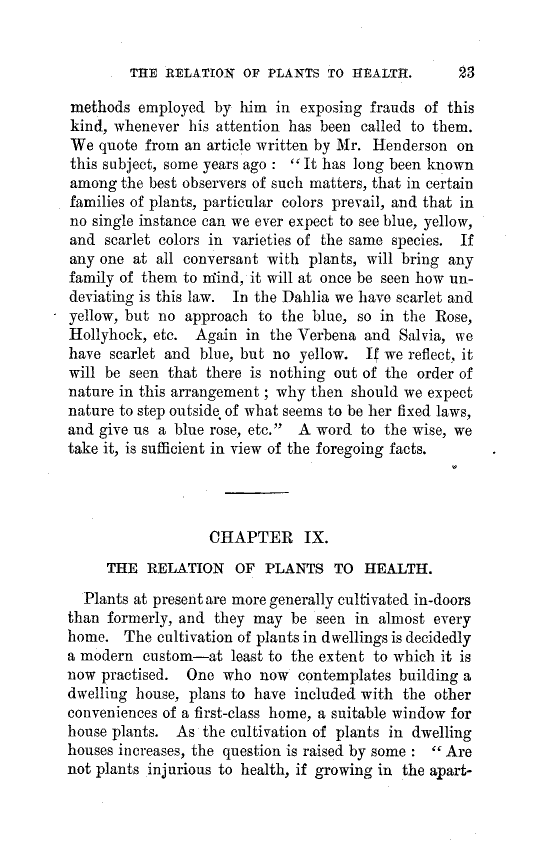 THE RELATION OF PLANTS TO HEALTH. 23
methods employed by him in exposing frauds of this
kind, whenever his attention has been called to them.
We quote from an article written by Mr. Henderson on
this subject, some years ago : “It has long been known
among the best observers of such matters, that in certain
families of plants, particular colors prevail, and that in
no single instance can we ever expect to see blue, yellow,
and scarlet colors in varieties of the same species. If
any one at all conversant with plants, will bring any
family of them to mind, it will at once be seen how un-
deviating is this law. In the Dahlia we have scarlet and
yellow, but no approach to the blue, so in the Rose,
Hollyhock, etc. Again in the Verbena and Salvia, we
have scarlet and blue, but no yellow. If we reflect, it
will be seen that there is nothing out of the order of
nature in this arrangement ; why then should we expect
nature to step outside of what seems to be her fixed laws,
and give us a blue rose, etc.” A word to the wise, we
take it, is sufficient in view of the foregoing facts.
CHAPTER IX.
THE RELATION OF PLANTS TO HEALTH.
Plants at present are more generally cultivated in-doors
than formerly, and they may be seen in almost every
home. The cultivation of plants in dwellings is decidedly
a modern custom—at least to the extent to which it is
now practised. One who now contemplates building a
dwelling house, plans to have included with the other
conveniences of a first-class home, a suitable window for
house plants. As the cultivation of plants in dwelling
houses increases, the question is raised by some : “Are
not plants injurious to health, if growing in the apart-